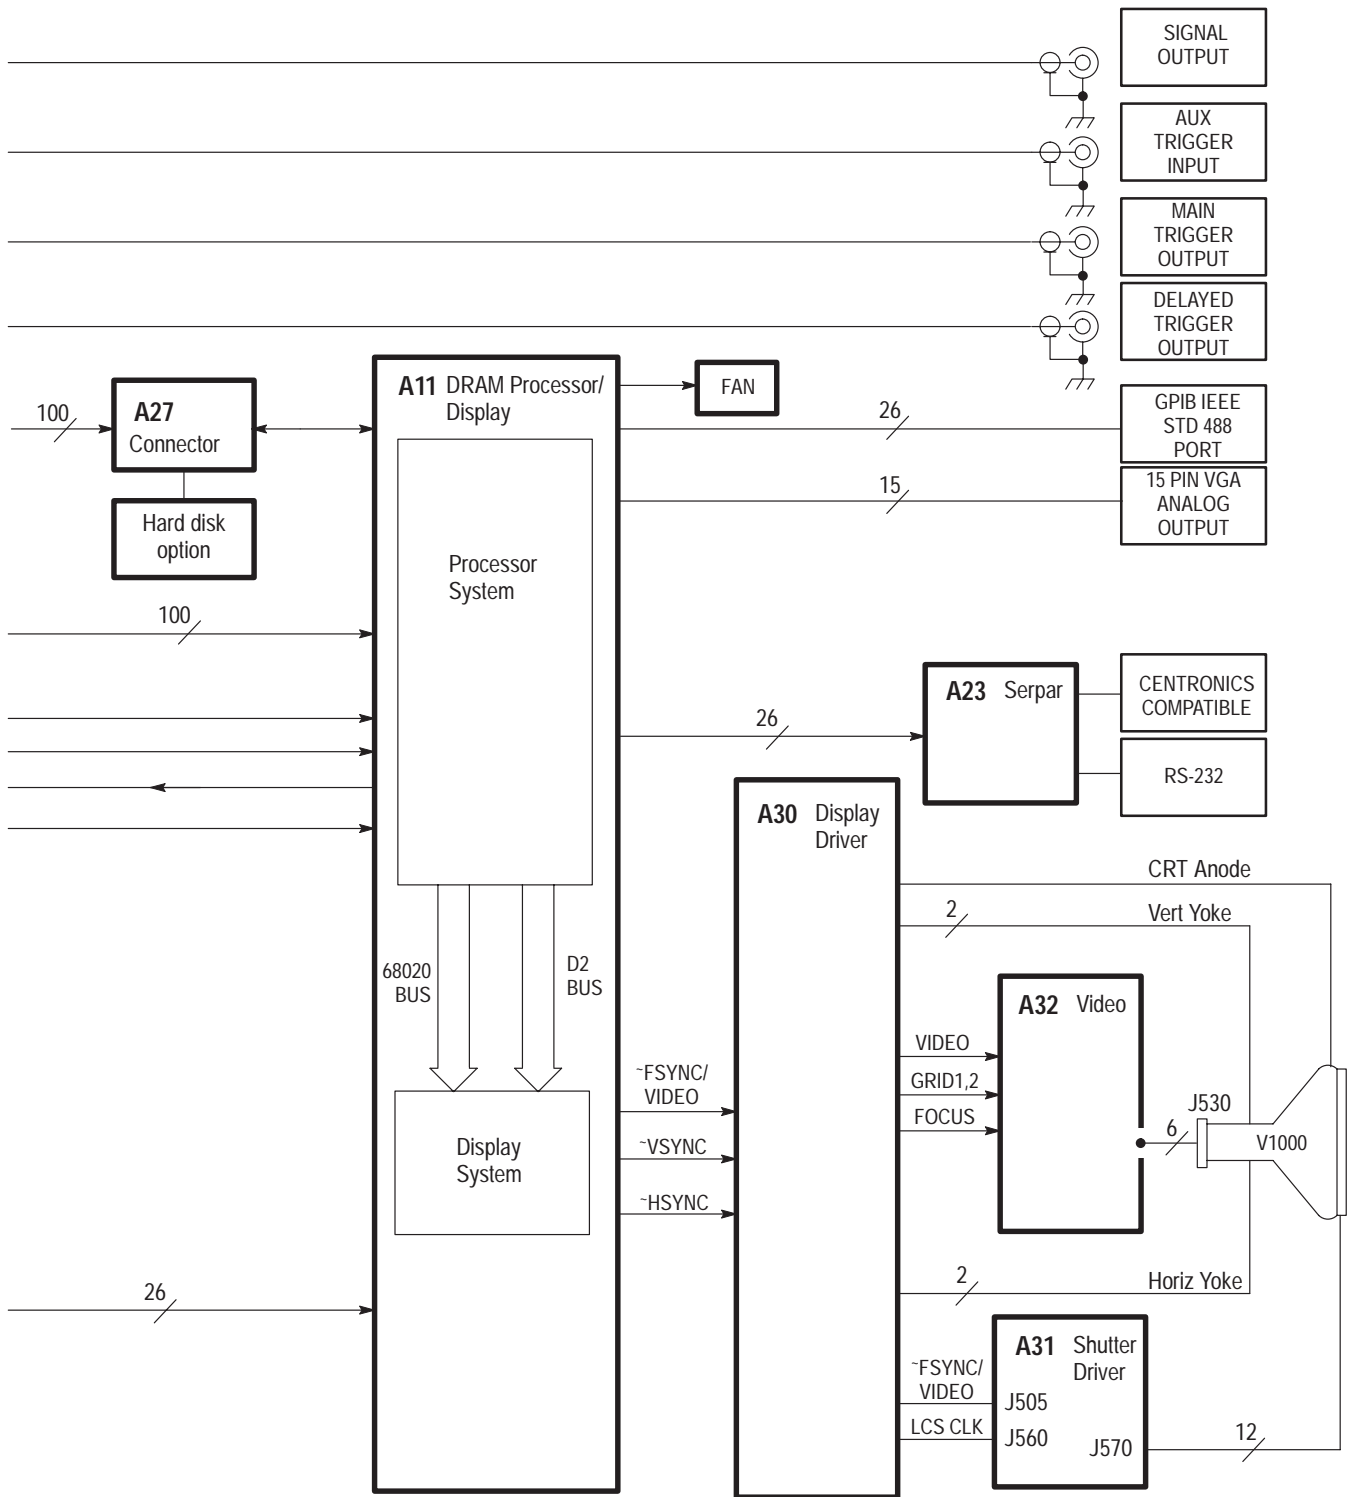 SIGNAL
OUTPUT
AUX
TRIGGER
INPUT
MAIN
TRIGGER
OUTPUT
DELAYED
TRIGGER
OUTPUT
A11 DRAM Processor/
Display
FAN
100
A27
Connector
26
GPIB IEEE
STD 488
PORT
15
15 PIN VGA
ANALOG
OUTPUT
Hard disk
option
Processor
System
100
A23 Serpar
CENTRONICS
COMPATIBLE
26
RS-232
A30 Display
Driver
CRT Anode
2
Vert Yoke
68020
BUS
D2
BUS
A32 Video
VIDEO
GRID1,2
FOCUS
~FSYNC/
VIDEO
~VSYNC
~HSYNC
J530
6
V1000
Display
System
26
2
Horiz Yoke
A31 Shutter
Driver
~FSYNC/
VIDEO
J505
LCS CLK
J560
J570
12